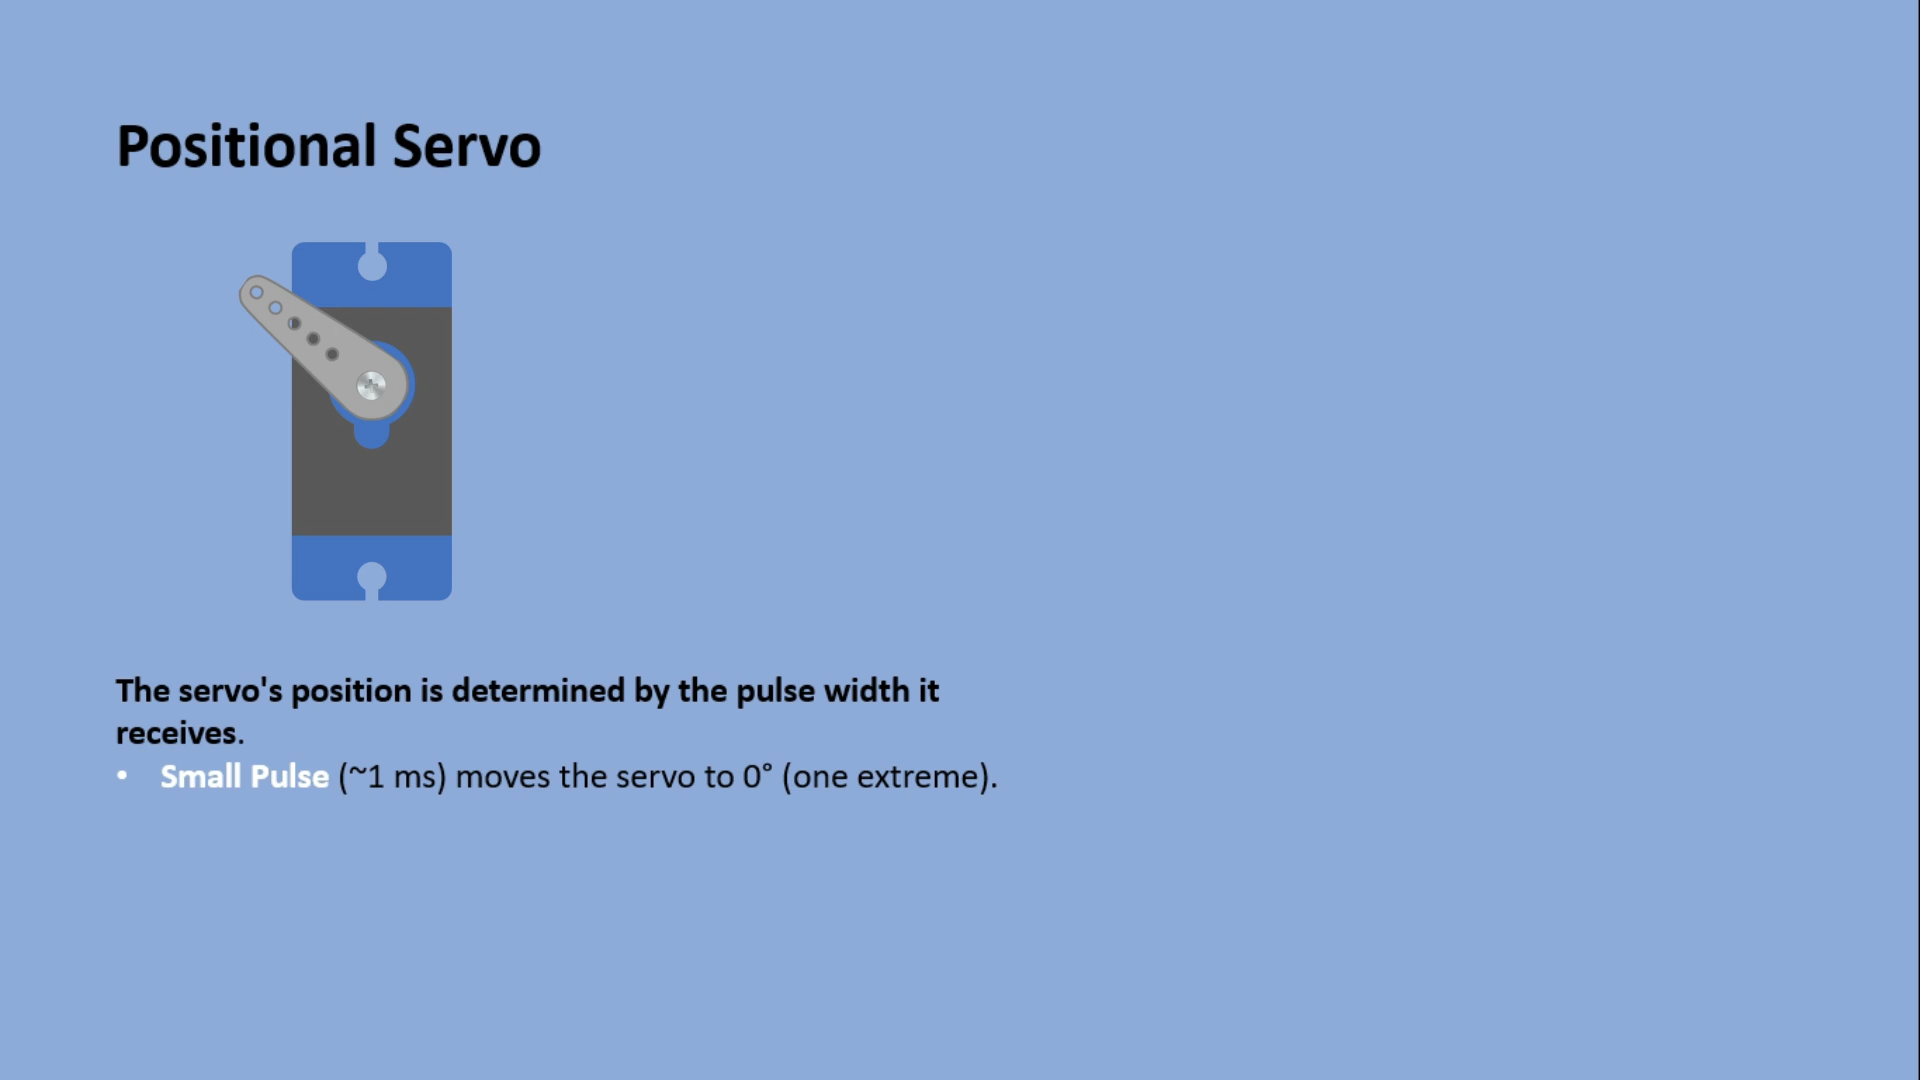 Positional Servo
The servo's position is determined by the pulse width it
receives.
• Small Pulse (~1 ms) moves the servo to 0° (one extreme).